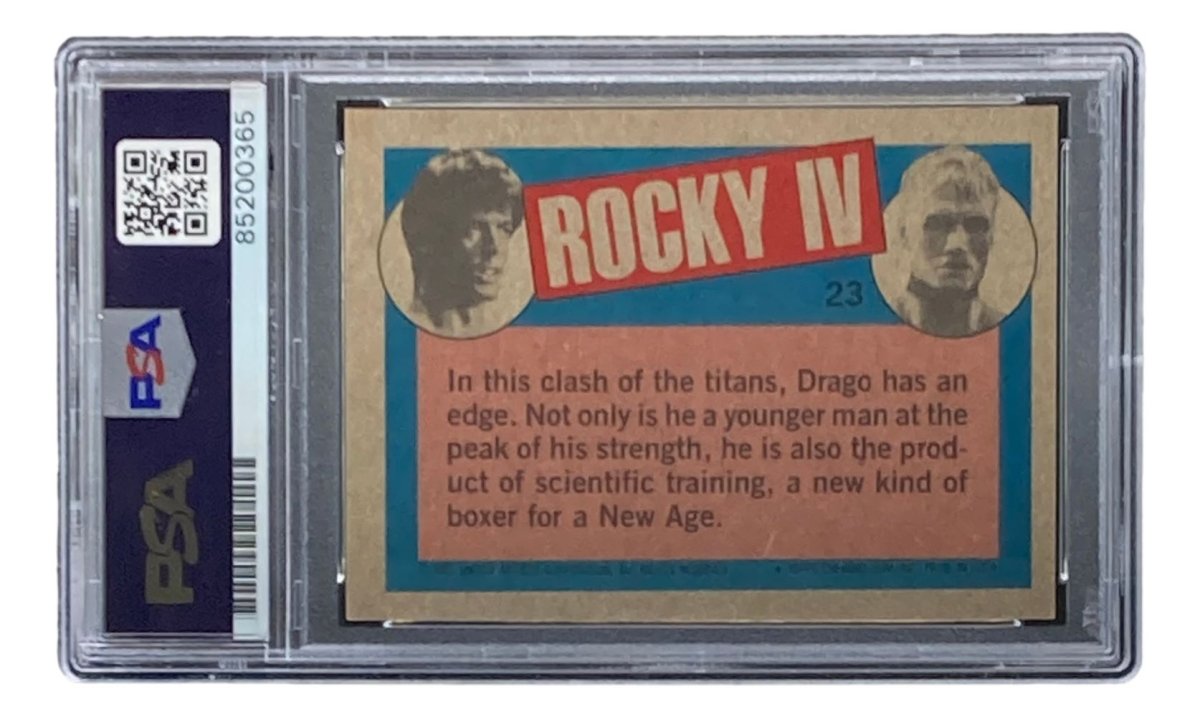 85200365
PSA
PSA
ROCKY IV
23
In this clash of the titans, Drago has an
edge. Not only is he a younger man at the
peak of his strength, he is also the prod-
uct of scientific training, a new kind of
boxer for a New Age.